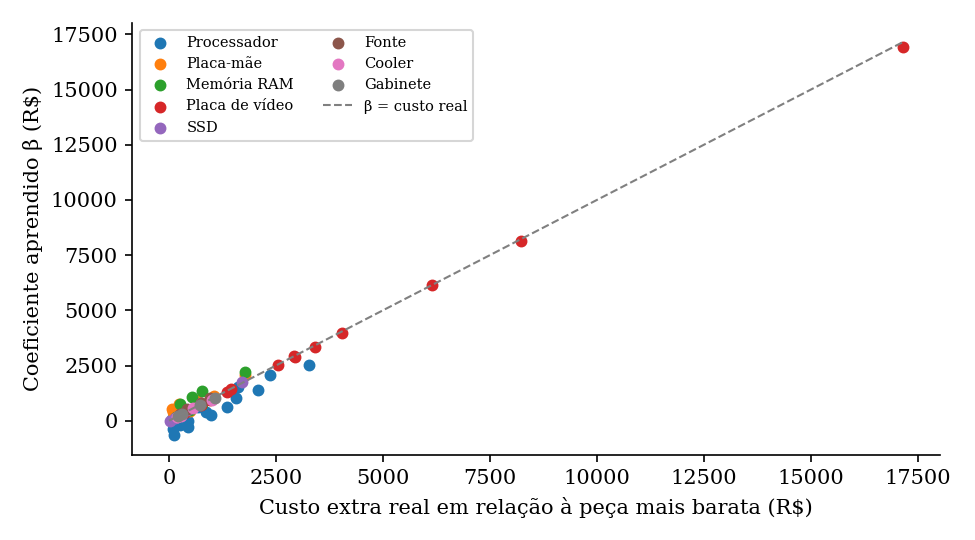 17500
15000
12500
10000
7500
5000
2500
0
Coeficiente aprendido β (R$)
Processador
Placa-mãe
Memória RAM
Placa de vídeo
SSD
Fonte
Cooler
Gabinete
β = custo real
0 2500 5000 7500 10000 12500 15000 17500
Custo extra real em relação à peça mais barata (R$)